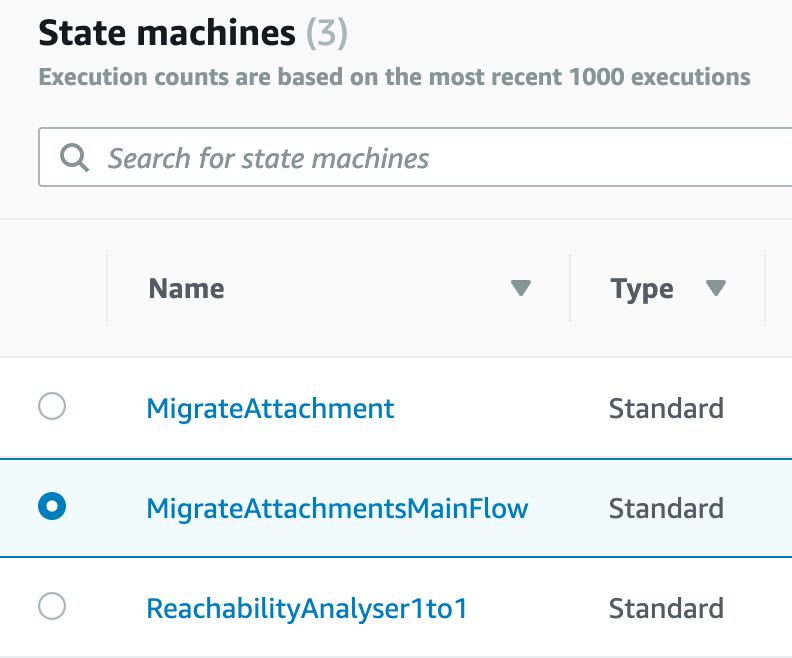 State machines (3)
Execution counts are based on the most recent 1000 executions
Search for state machines
Name Type
MigrateAttachment Standard
MigrateAttachmentsMainFlow Standard
ReachabilityAnalyser1to1 Standard